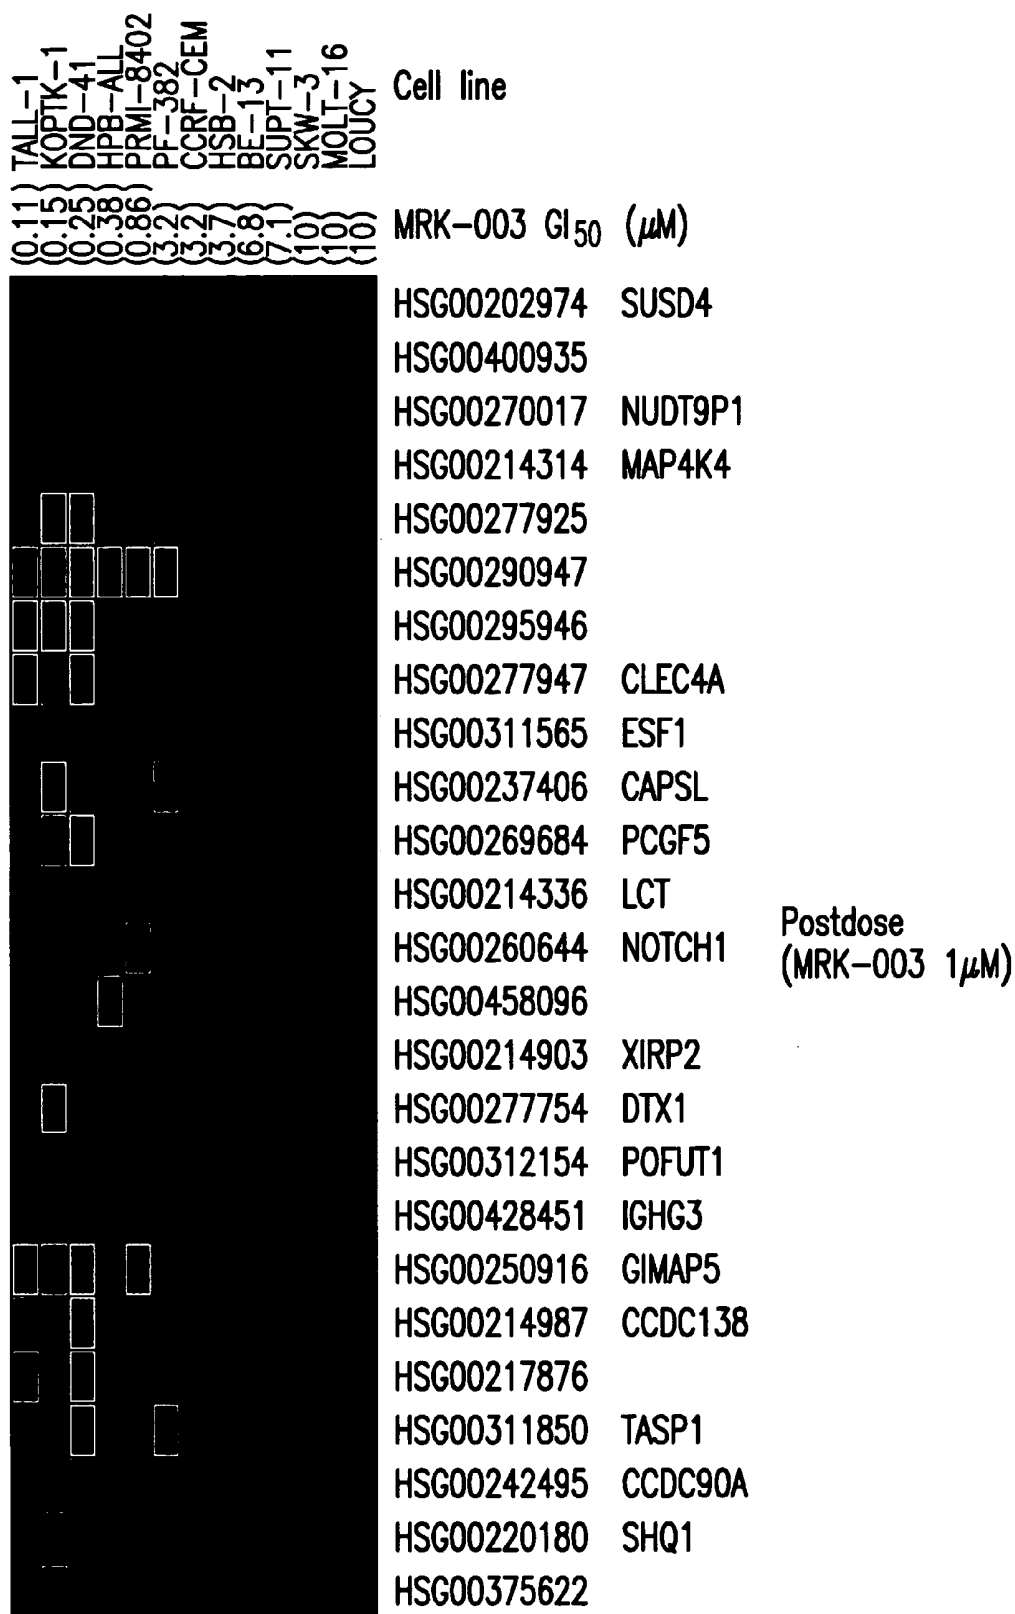 TALL-1
KOPTK-1
DND-41
HPB-ALL
PRMI-8402
PF-382
CCRF-CEM
HSB-2
BE-13
SUPT-11
SKW-3
MOLT-16
LOUCY
Cell line
(0.11)
(0.15)
(0.25)
(0.38)
(0.86)
(3.2)
(3.2)
(3.7)
(6.8)
(7.1)
(10)
(10)
(10)
MRK-003 GI50 (μM)
HSG00202974 SUSD4
HSG00400935
HSG00270017 NUDT9P1
HSG00214314 MAP4K4
HSG00277925
HSG00290947
HSG00295946
HSG00277947 CLEC4A
HSG00311565 ESF1
HSG00237406 CAPSL
HSG00269684 PCGF5
HSG00214336 LCT
HSG00260644 NOTCH1
HSG00458096
HSG00214903 XIRP2
HSG00277754 DTX1
HSG00312154 POFUT1
HSG00428451 IGHG3
HSG00250916 GIMAP5
HSG00214987 CCDC138
HSG00217876
HSG00311850 TASP1
HSG00242495 CCDC90A
HSG00220180 SHQ1
HSG00375622
Postdose
(MRK-003 1μM)